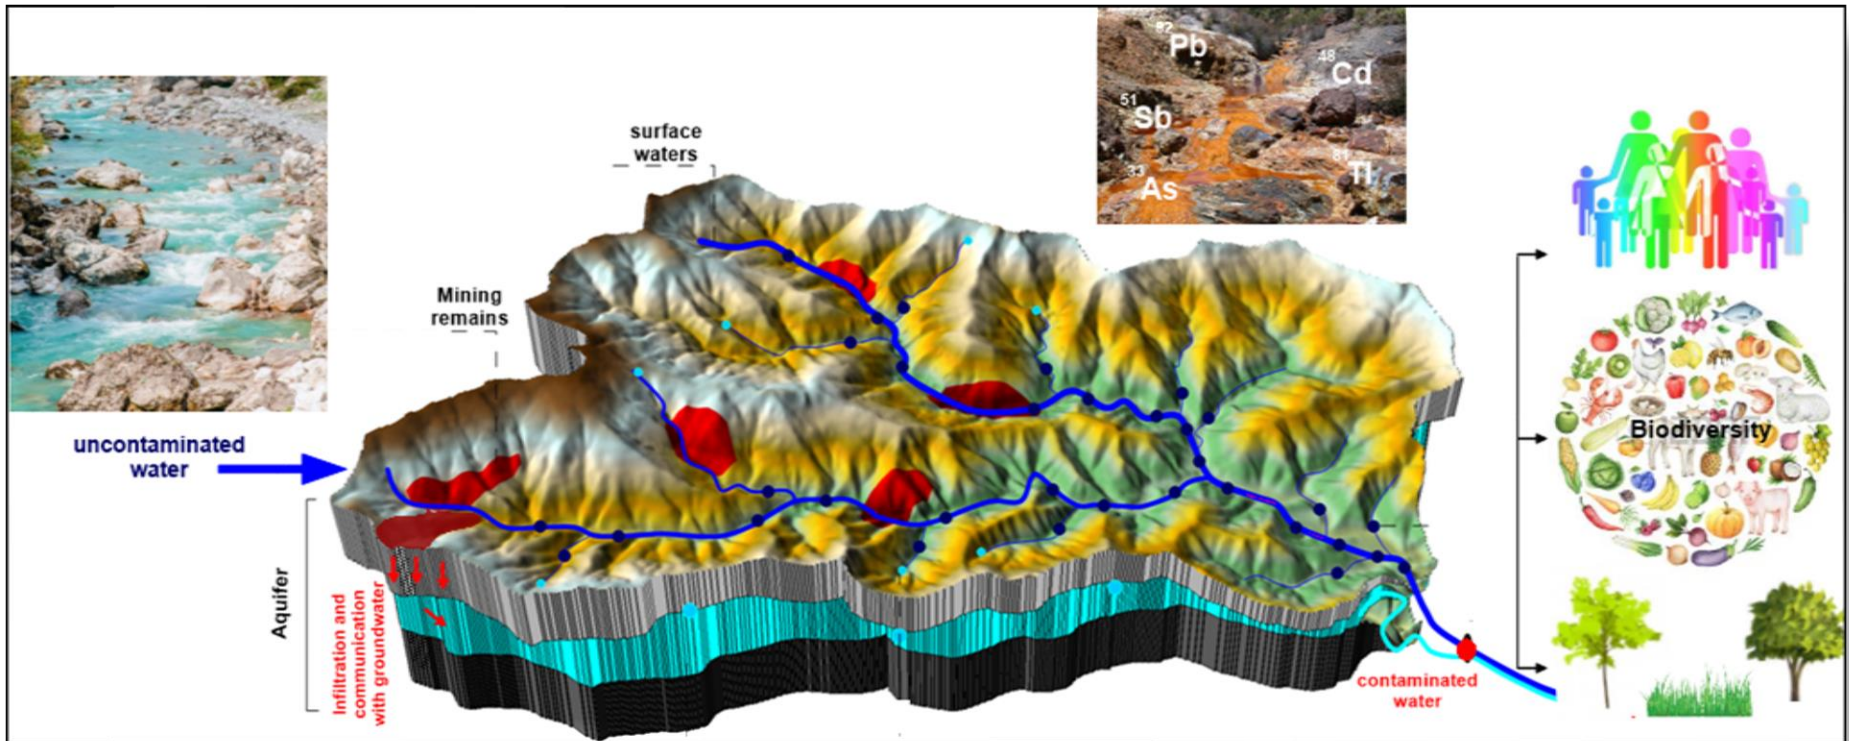 82
Pb
48
Cd
51
Sb
81
Tl
33
As
surface
waters
Mining
remains
uncontaminated
water
Biodiversity
Aquifer
Infiltration and
communication
with groundwater
contaminated
water